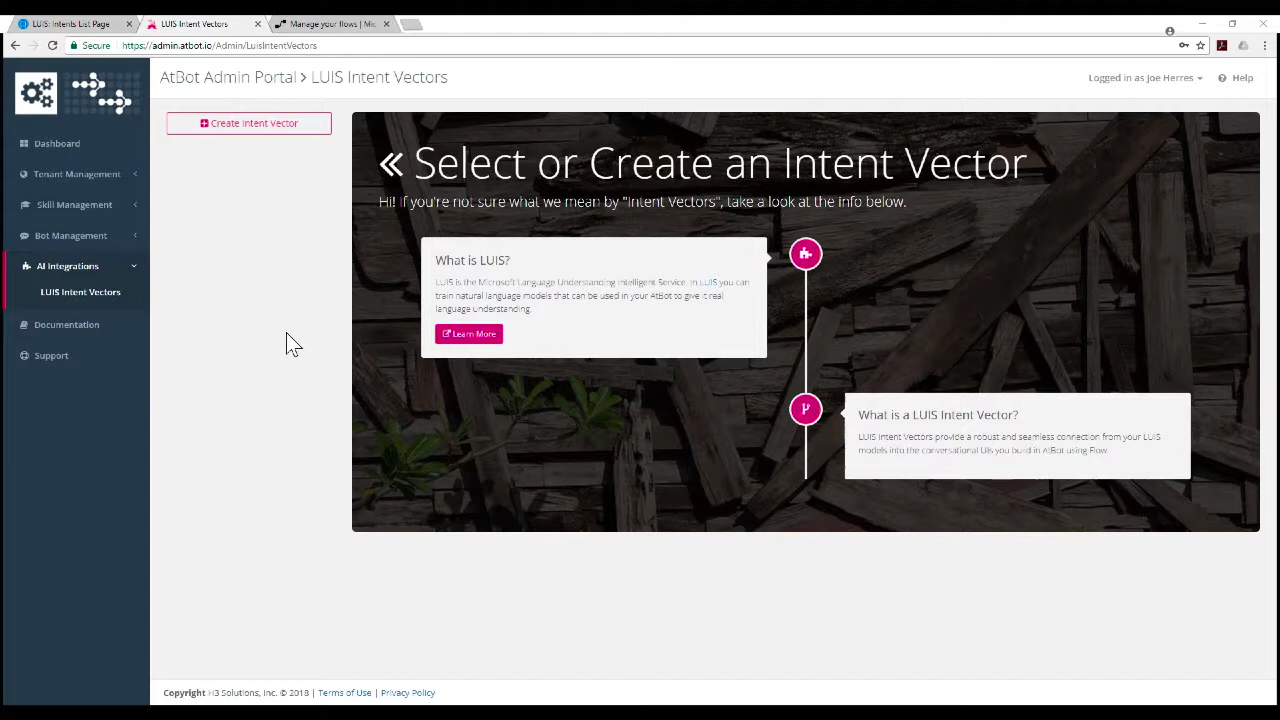 LUIS: Intents List Page
LUIS Intent Vectors
Manage your flows | Mic
Secure
https://admin.atbot.io/Admin/LuisIntentVectors
AtBot Admin Portal > LUIS Intent Vectors
Logged in as Joe Herres
Help
Dashboard
Tenant Management
Skill Management
Bot Management
AI Integrations
LUIS Intent Vectors
Documentation
Support
Create Intent Vector
« Select or Create an Intent Vector
Hi! If you're not sure what we mean by "Intent Vectors", take a look at the info below.
What is LUIS?
LUIS is the Microsoft Language Understanding Intelligent Service. In LUIS you can
train natural language models that can be used in your AtBot to give it real
language understanding.
Learn More
What is a LUIS Intent Vector?
LUIS Intent Vectors provide a robust and seamless connection from your LUIS
models into the conversational UIs you build in AtBot using Flow.
Copyright H3 Solutions, Inc. © 2018 | Terms of Use | Privacy Policy